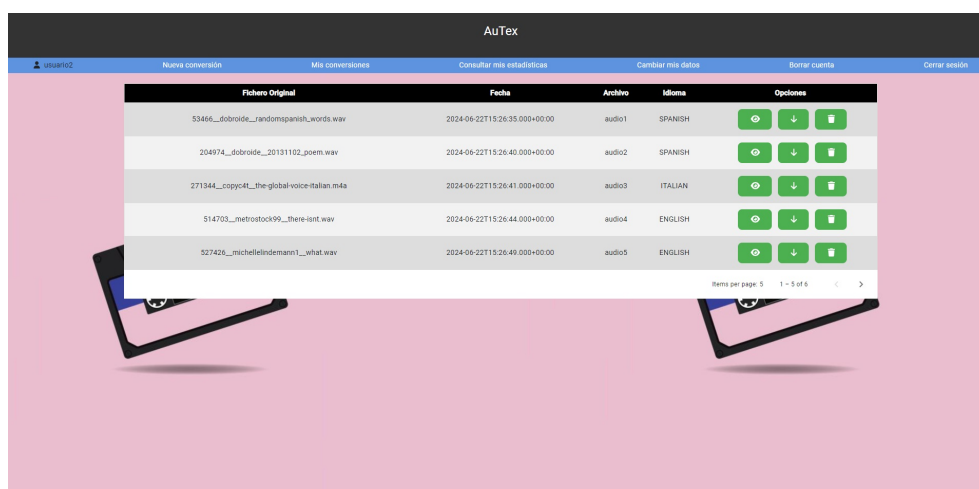 AuTex
usuario2 Nueva conversión Mis conversiones Consultar mis estadísticas Cambiar mis datos Borrar cuenta Cerrar sesión
Fichero Original Fecha Archivo Idioma Opciones
53466__dobroide__randomspanish_words.wav 2024-06-22T15:26:35.000+00:00 audio1 SPANISH
204974__dobroide__20131102_poem.wav 2024-06-22T15:26:40.000+00:00 audio2 SPANISH
271344__copyc4t__the-global-voice-italian.m4a 2024-06-22T15:26:41.000+00:00 audio3 ITALIAN
514703__metrostock99__there-isnt.wav 2024-06-22T15:26:44.000+00:00 audio4 ENGLISH
527426__michellelindemann1__what.wav 2024-06-22T15:26:49.000+00:00 audio5 ENGLISH
Items per page: 5 1 – 5 of 6